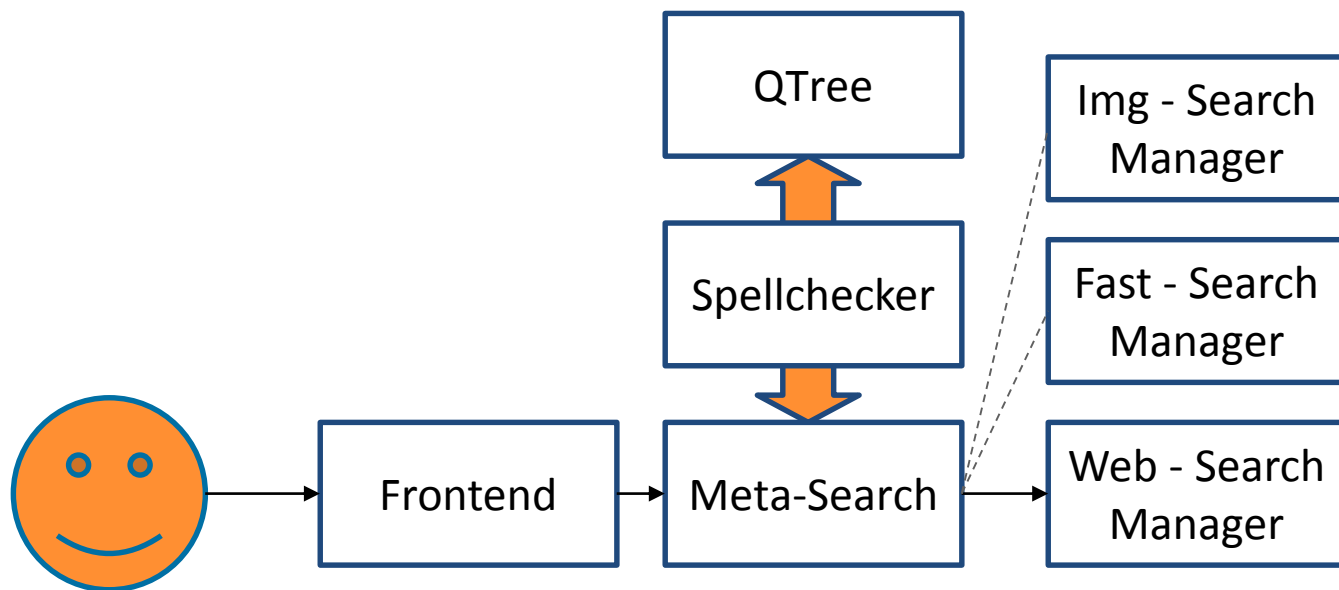 QTree
Img - Search
Manager
Spellchecker
Fast - Search
Manager
Frontend
Meta-Search
Web - Search
Manager